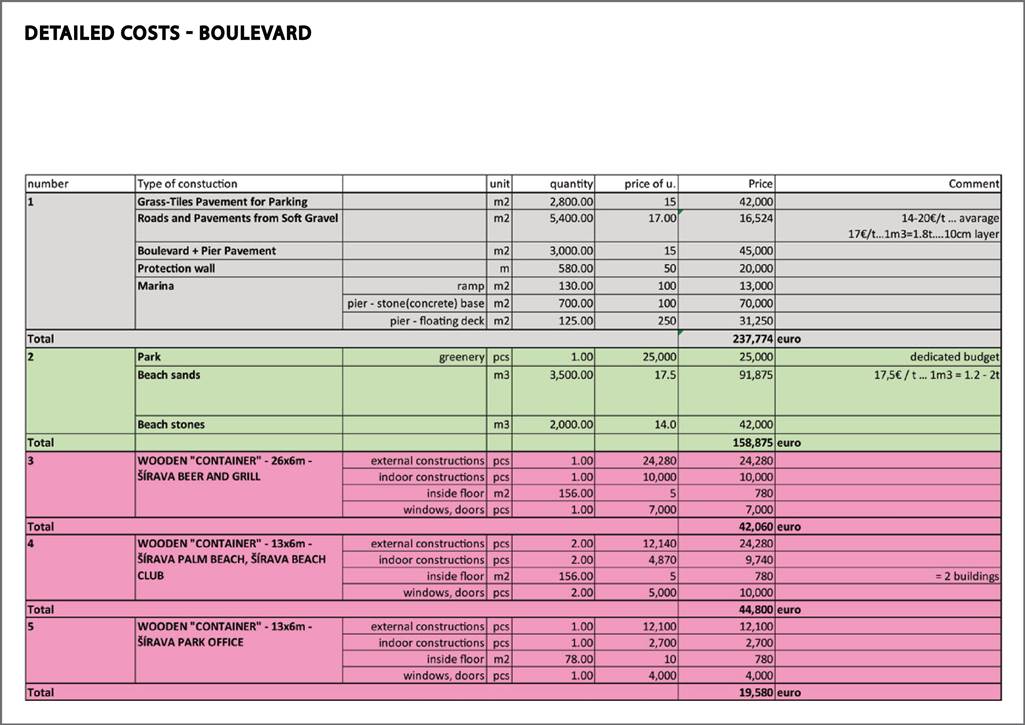 DETAILED COSTS - BOULEVARD
number Type of constuction unit quantity price of u. Price Comment
1 Grass-Tiles Pavement for Parking m2 2,800.00 15 42,000
Roads and Pavements from Soft Gravel m2 5,400.00 17.00 16,524 14-20€/t ... avarage
17€/t...1m3=1.8t....10cm layer
Boulevard + Pier Pavement m2 3,000.00 15 45,000
Protection wall m 580.00 50 20,000
Marina ramp m2 130.00 100 13,000
pier - stone(concrete) base m2 700.00 100 70,000
pier - floating deck m2 125.00 250 31,250
Total 237,774 euro
2 Park greenery pcs 1.00 25,000 25,000 dedicated budget
Beach sands m3 3,500.00 17.5 91,875 17,5€ / t ... 1m3 = 1.2 - 2t
Beach stones m3 2,000.00 14.0 42,000
Total 158,875 euro
3 WOODEN "CONTAINER" - 26x6m - external constructions pcs 1.00 24,280 24,280
ŠÍRAVA BEER AND GRILL indoor constructions pcs 1.00 10,000 10,000
inside floor m2 156.00 5 780
windows, doors pcs 1.00 7,000 7,000
Total 42,060 euro
4 WOODEN "CONTAINER" - 13x6m - external constructions pcs 2.00 12,140 24,280
ŠÍRAVA PALM BEACH, ŠÍRAVA BEACH indoor constructions pcs 2.00 4,870 9,740
CLUB inside floor m2 156.00 5 780 = 2 buildings
windows, doors pcs 2.00 5,000 10,000
Total 44,800 euro
5 WOODEN "CONTAINER" - 13x6m - external constructions pcs 1.00 12,100 12,100
ŠÍRAVA PARK OFFICE indoor constructions pcs 1.00 2,700 2,700
inside floor m2 78.00 10 780
windows, doors pcs 1.00 4,000 4,000
Total 19,580 euro